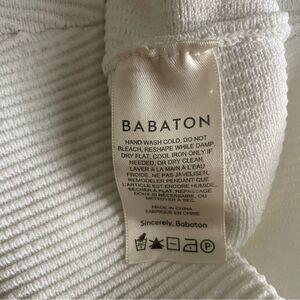 BABATON
HAND WASH COLD, DO NOT
BLEACH, RESHAPE WHILE DAMP,
DRY FLAT, COOL IRON ONLY IF
NEEDED, OR DRY CLEAN.
LAVER À LA MAIN À L'EAU
FROIDE, NE PAS JAVELISER,
REMODELER PENDANT QUE
L'ARTICLE EST ENCORE HUMIDE,
SÉCHER À PLAT, REPASSAGE
DOUX SI NÉCESSAIRE, OU
NETTOYER À SEC.
MADE IN CHINA
FABRIQUÉ EN CHINE
Sincerely, Babaton
P